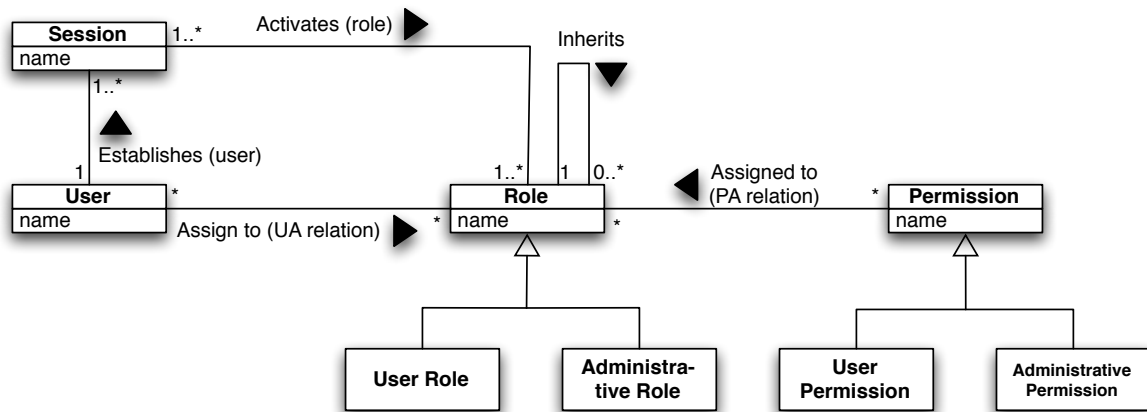 Session
name
1..*
Activates (role)
Inherits
1..*
Establishes (user)
1
1..*
1
0..*
Assigned to
(PA relation)
*
User
name
*
Assign to (UA relation)
*
Role
name
*
Permission
name
User Role
Administra-
tive Role
User
Permission
Administrative
Permission